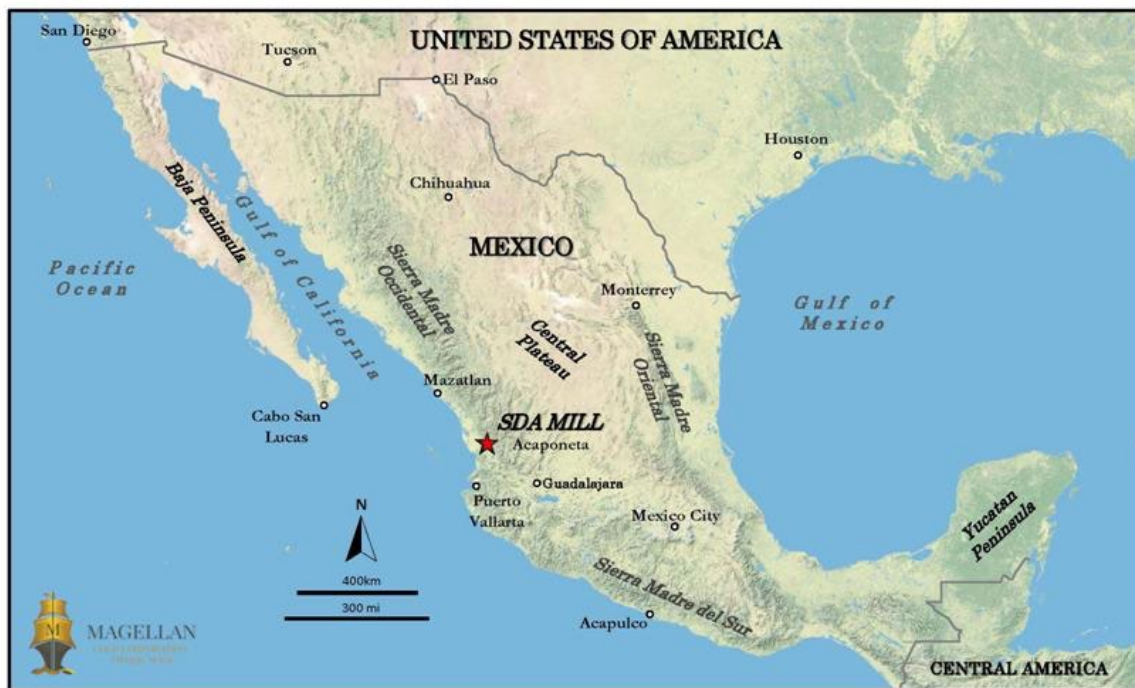 San Diego
Tucson
UNITED STATES OF AMERICA
El Paso
Houston
Chihuahua
Baja Peninsula
Gulf of California
MEXICO
Pacific
Ocean
Sierra Madre
Occidental
Monterrey
Gulf of
Mexico
Central
Plateau
Sierra Madre
Oriental
Mazatlan
Cabo San
Lucas
SDA MILL
Acaponeta
Guadalajara
Puerto
Vallarta
Mexico City
Yucatan
Peninsula
N
400km
300 mi
Sierra Madre del Sur
Acapulco
M
MAGELLAN
GOLD CORPORATION
CENTRAL AMERICA